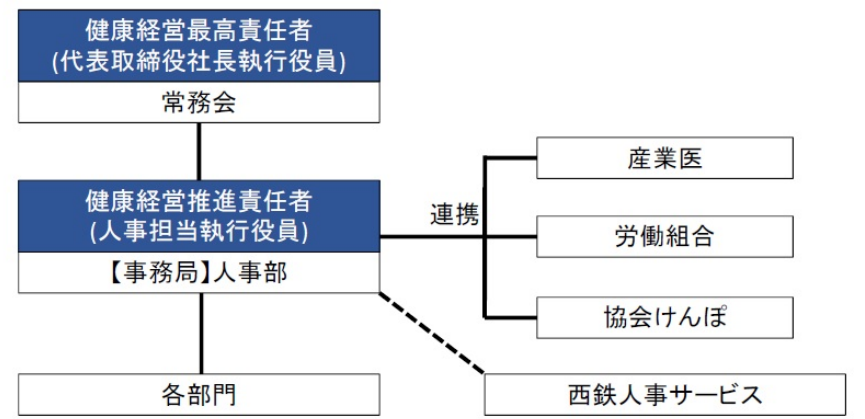 健康経営最高責任者
(代表取締役社長執行役員)
常務会
健康経営推進責任者
(人事担当執行役員)
【事務局】人事部
連携
産業医
労働組合
協会けんぽ
各部門
西鉄人事サービス